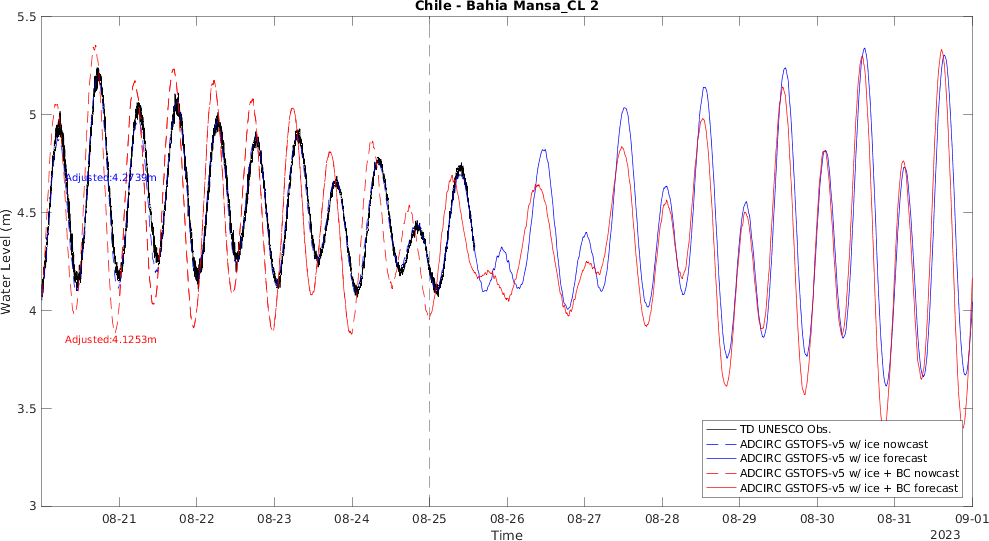 Chile - Bahia Mansa_CL 2
5.5
5
4.5
4
3.5
3
Water Level (m)
Adjusted:4.2739m
Adjusted:4.1253m
TD UNESCO Obs.
ADCIRC GSTOFS-v5 w/ ice nowcast
ADCIRC GSTOFS-v5 w/ ice forecast
ADCIRC GSTOFS-v5 w/ ice + BC nowcast
ADCIRC GSTOFS-v5 w/ ice + BC forecast
08-21 08-22 08-23 08-24 08-25 08-26 08-27 08-28 08-29 08-30 08-31 09-01
Time
2023